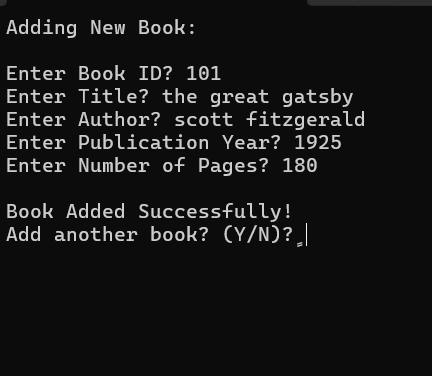 Adding New Book:
Enter Book ID? 101
Enter Title? the great gatsby
Enter Author? scott fitzgerald
Enter Publication Year? 1925
Enter Number of Pages? 180
Book Added Successfully!
Add another book? (Y/N)?